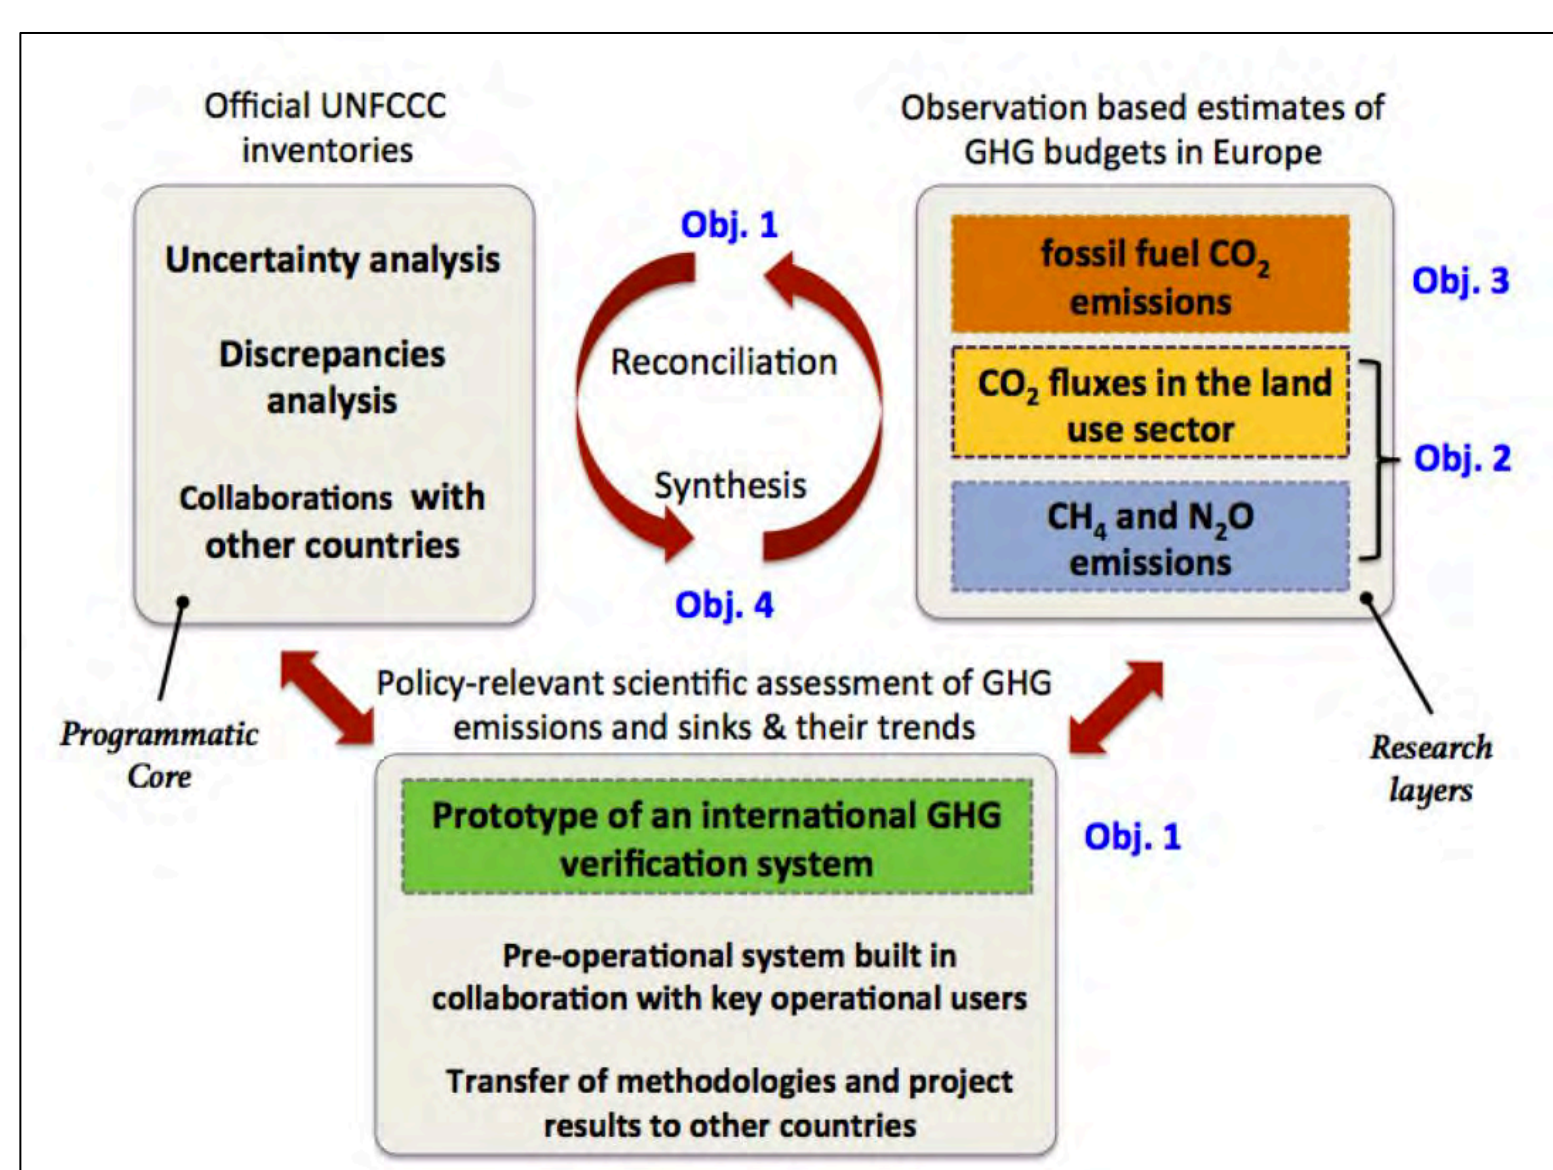 Official UNFCCC
inventories
Uncertainty analysis
Discrepancies
analysis
Collaborations with
other countries
Programmatic
Core
Obj. 1
Reconciliation
Synthesis
Obj. 4
Observation based estimates of
GHG budgets in Europe
fossil fuel CO₂
emissions
Obj. 3
CO₂ fluxes in the land
use sector
Obj. 2
CH₄ and N₂O
emissions
Research
layers
Policy-relevant scientific assessment of GHG
emissions and sinks & their trends
Prototype of an international GHG
verification system
Obj. 1
Pre-operational system built in
collaboration with key operational users
Transfer of methodologies and project
results to other countries